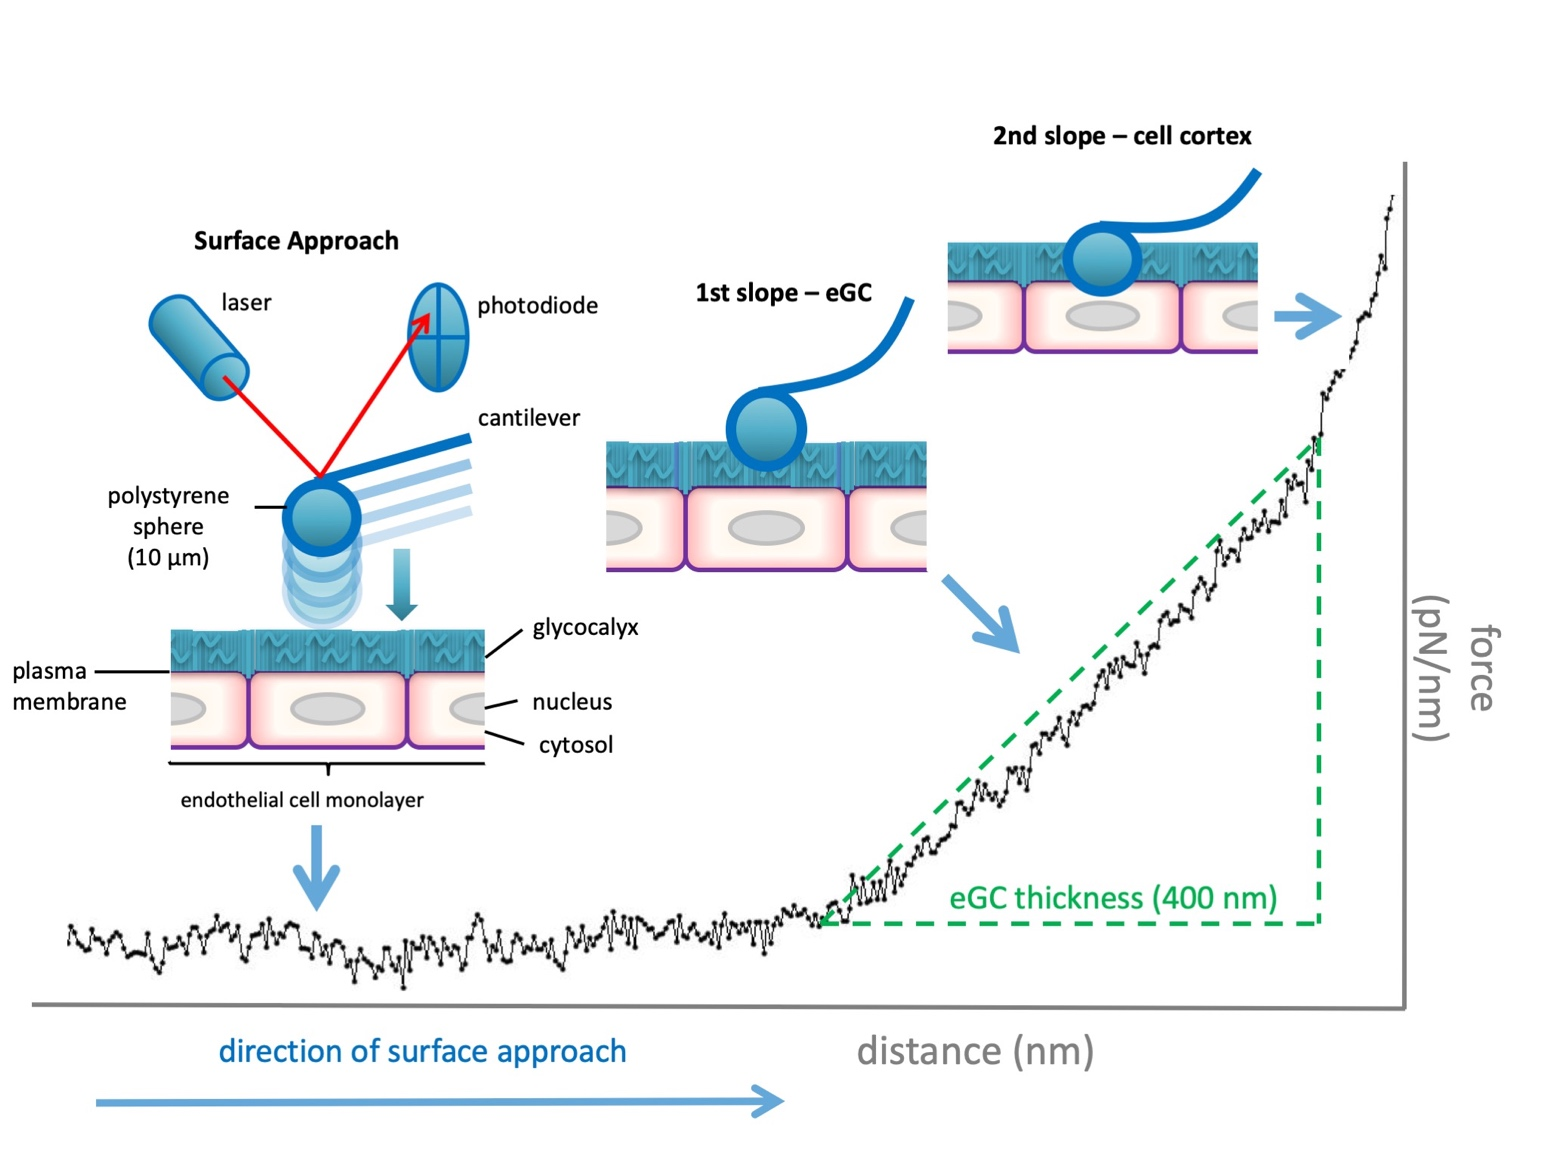 2nd slope – cell cortex
Surface Approach
1st slope – eGC
laser
photodiode
cantilever
polystyrene
sphere
(10 µm)
glycocalyx
plasma
membrane
nucleus
cytosol
endothelial cell monolayer
eGC thickness (400 nm)
force
(pN/nm)
direction of surface approach
distance (nm)